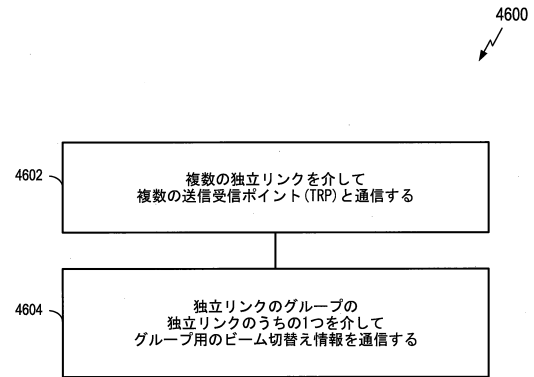 4600
4602
複数の独立リンクを介して
複数の送信受信ポイント(TRP)と通信する
4604
独立リンクのグループの
独立リンクのうちの1つを介して
グループ用のビーム切替え情報を通信する